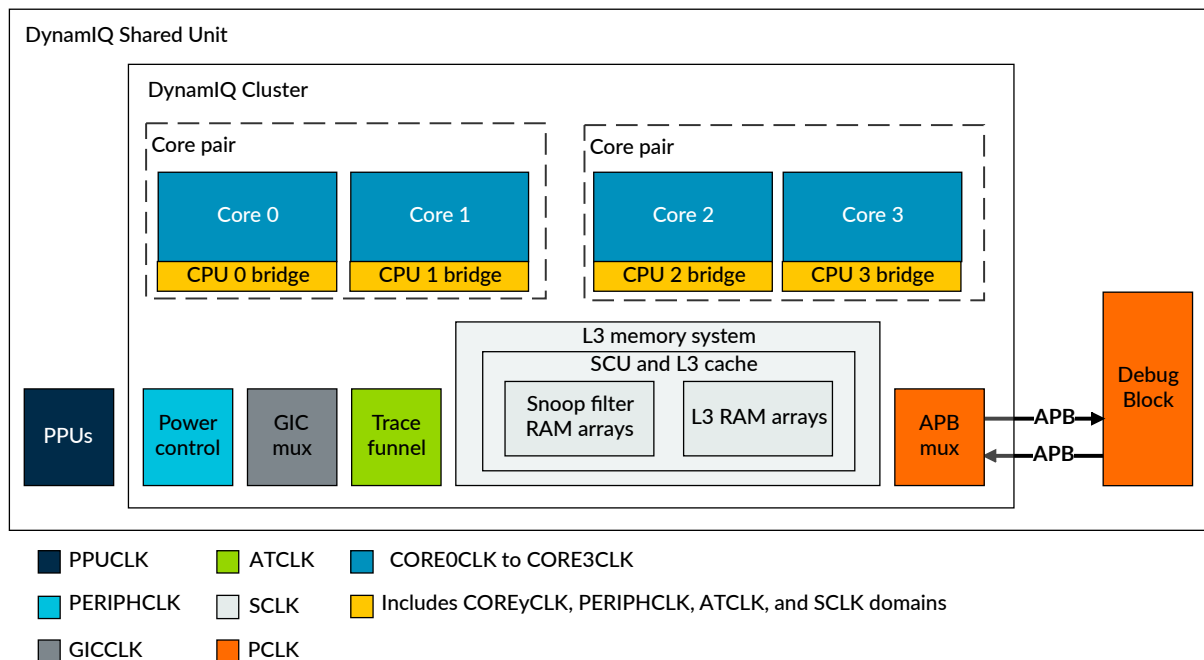 DynamIQ Shared Unit
DynamIQ Cluster
Core pair
Core pair
Core 0
Core 1
Core 2
Core 3
CPU 0 bridge
CPU 1 bridge
CPU 2 bridge
CPU 3 bridge
L3 memory system
SCU and L3 cache
Snoop filter
RAM arrays
L3 RAM arrays
PPUs
Power
control
GIC
mux
Trace
funnel
APB
mux
APB
APB
Debug
Block
PPUCLK
ATCLK
CORE0CLK to CORE3CLK
PERIPHCLK
SCLK
Includes COREyCLK, PERIPHCLK, ATCLK, and SCLK domains
GICCLK
PCLK